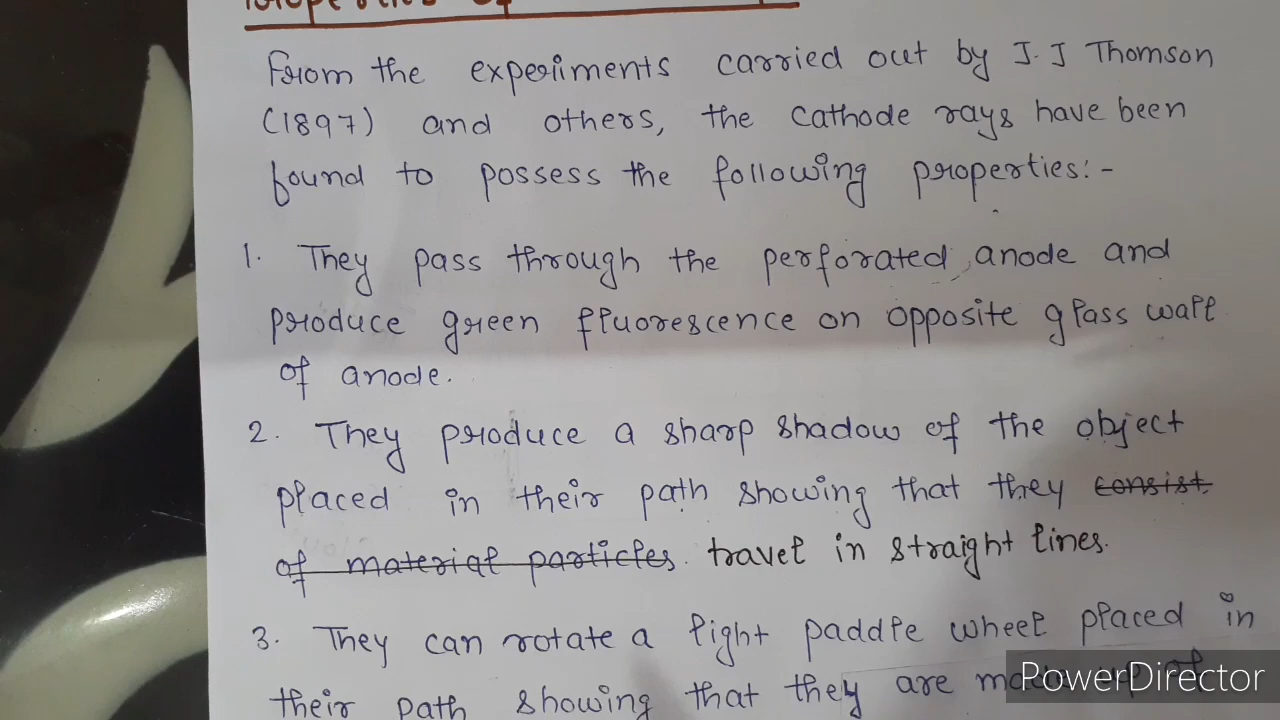 From the experiments carried out by J.J Thomson
(1897) and others, the cathode rays have been
found to possess the following properties:-
1. They pass through the perforated anode and
produce green fluorescence on opposite glass wall
of anode.
2. They produce a sharp shadow of the object
placed in their path showing that they consist
of material particles. travel in straight lines.
3. They can rotate a light paddle wheel placed in
their path showing that they are made up of
PowerDirector